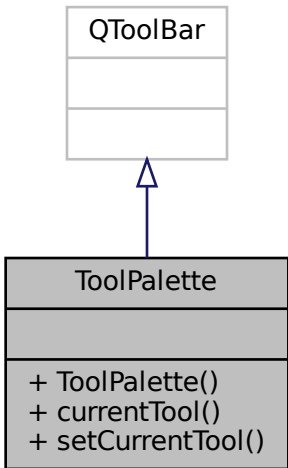 QToolBar
ToolPalette
+ ToolPalette()
+ currentTool()
+ setCurrentTool()